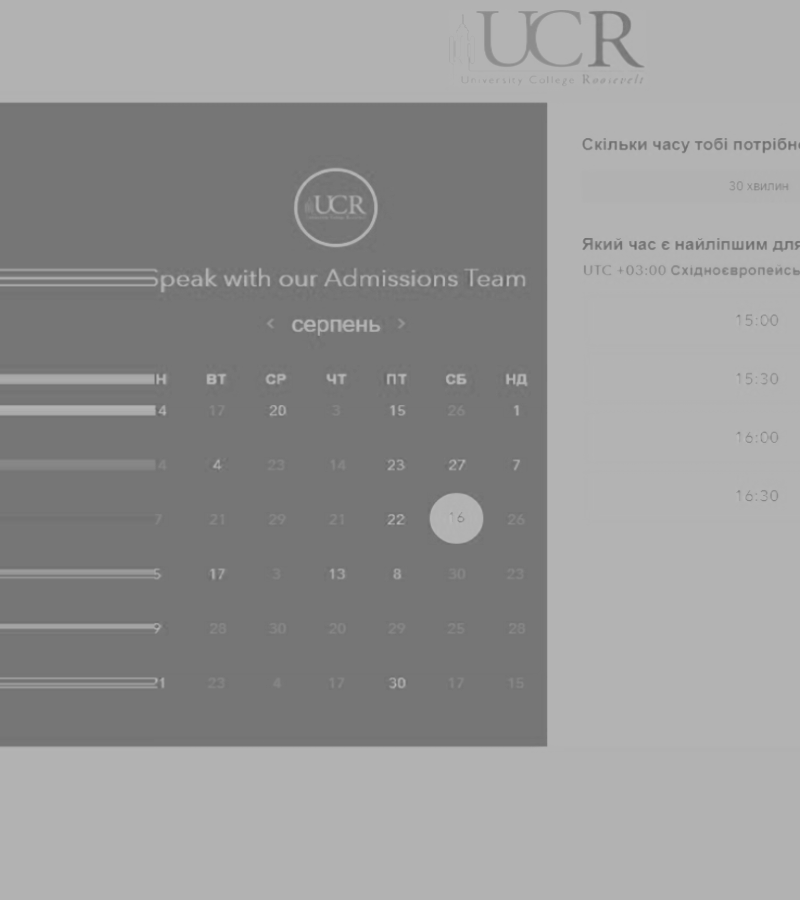 UCR
University College Roosevelt
UCR
Speak with our Admissions Team
< серпень >
Н ВТ СР ЧТ ПТ СБ НД
4 17 20 3 15 26 1
4 4 23 14 23 27 7
7 21 29 21 22 16 26
5 17 3 13 8 30 23
9 28 30 20 29 25 28
21 23 4 17 30 17 15
Скільки часу тобі потрібн
30 хвилин
Який час є найліпшим для
UTC +03:00 Східноєвропейсь
15:00
15:30
16:00
16:30